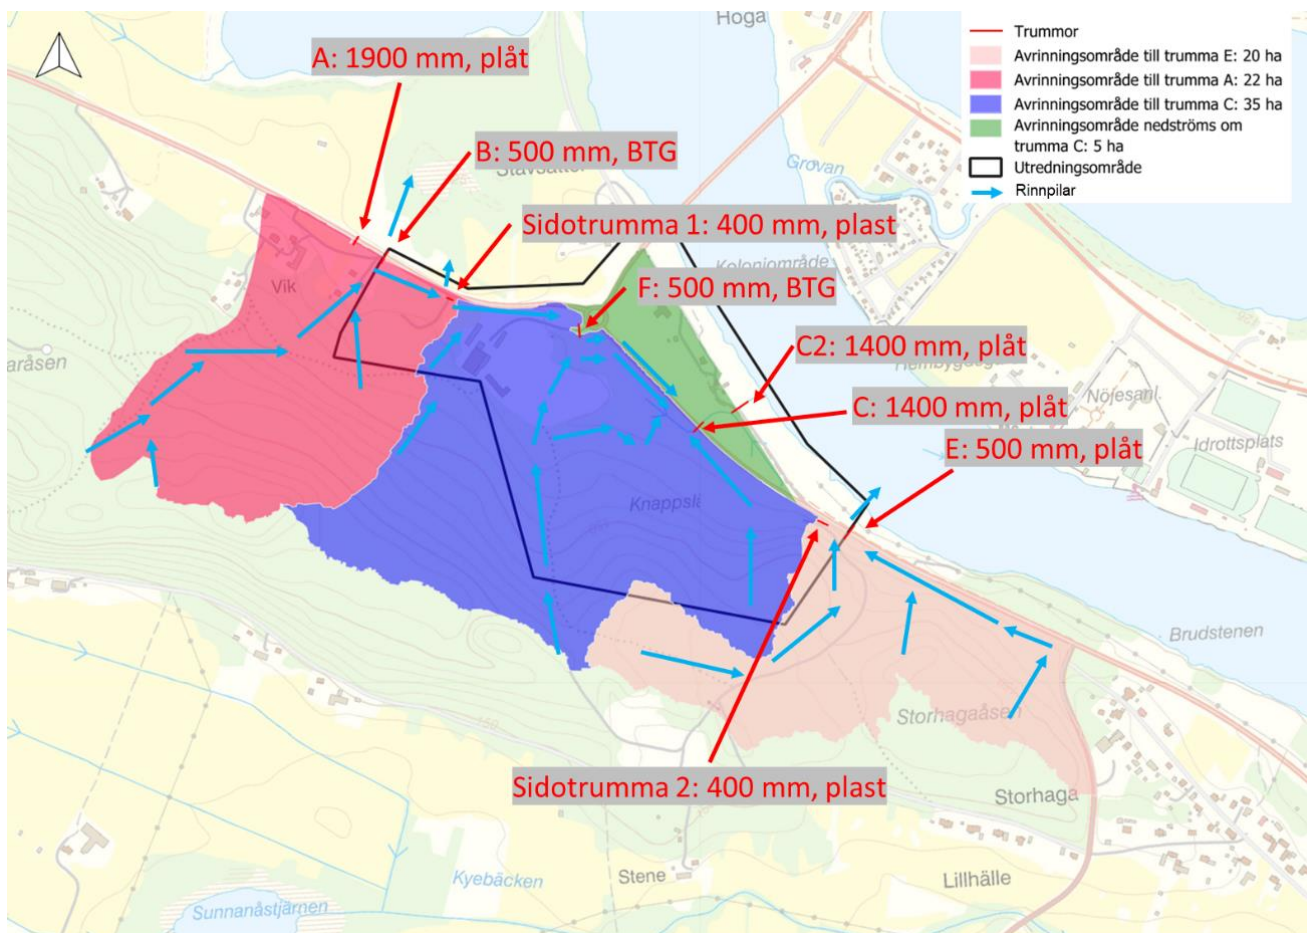 Hoga
Trummor
Avrinningsområde till trumma E: 20 ha
Avrinningsområde till trumma A: 22 ha
Avrinningsområde till trumma C: 35 ha
Avrinningsområde nedströms om
trumma C: 5 ha
Utredningsområde
Rinnpilar
A: 1900 mm, plåt
B: 500 mm, BTG
Grovan
Sidotrumma 1: 400 mm, plast
Koloniområde
Vik
F: 500 mm, BTG
C2: 1400 mm, plåt
Nöjesanl.
C: 1400 mm, plåt
Idrottsplats
E: 500 mm, plåt
Brudstenen
Storhagaåsen
Sidotrumma 2: 400 mm, plast
Storhaga
Stene
Lillhälle
Kyebäcken
Sunnanåstjärnen